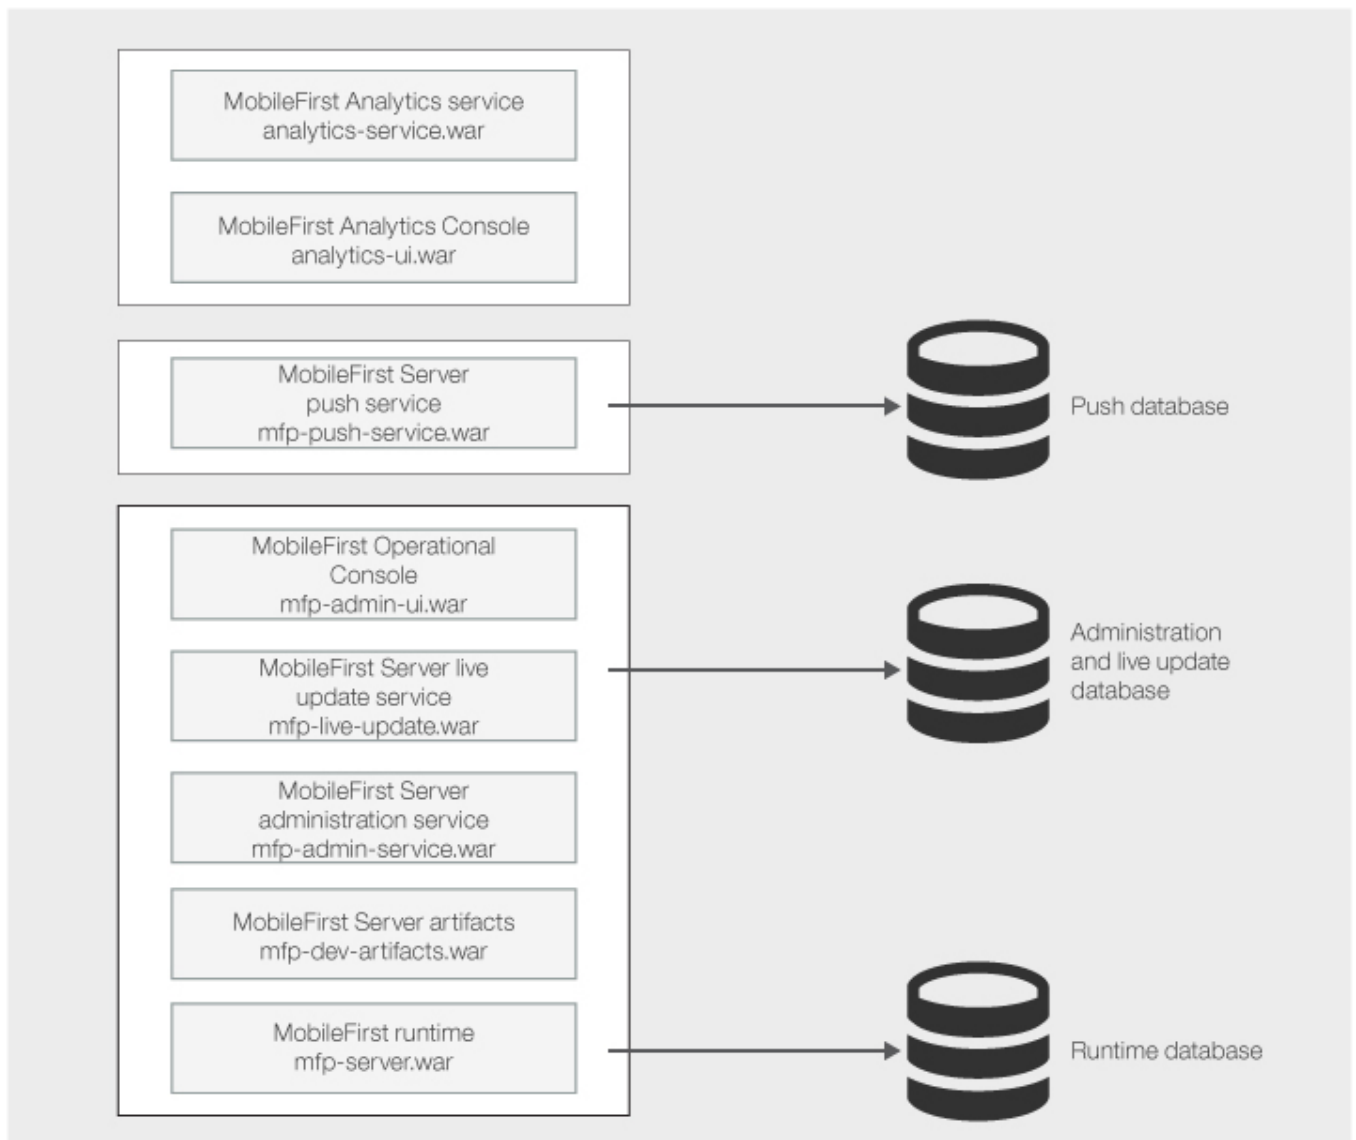 MobileFirst Analytics service
analytics-service.war
MobileFirst Analytics Console
analytics-ui.war
MobileFirst Server
push service
mfp-push-service.war
Push database
MobileFirst Operational
Console
mfp-admin-ui.war
MobileFirst Server live
update service
mfp-live-update.war
Administration
and live update
database
MobileFirst Server
administration service
mfp-admin-service.war
MobileFirst Server artifacts
mfp-dev-artifacts.war
MobileFirst runtime
mfp-server.war
Runtime database